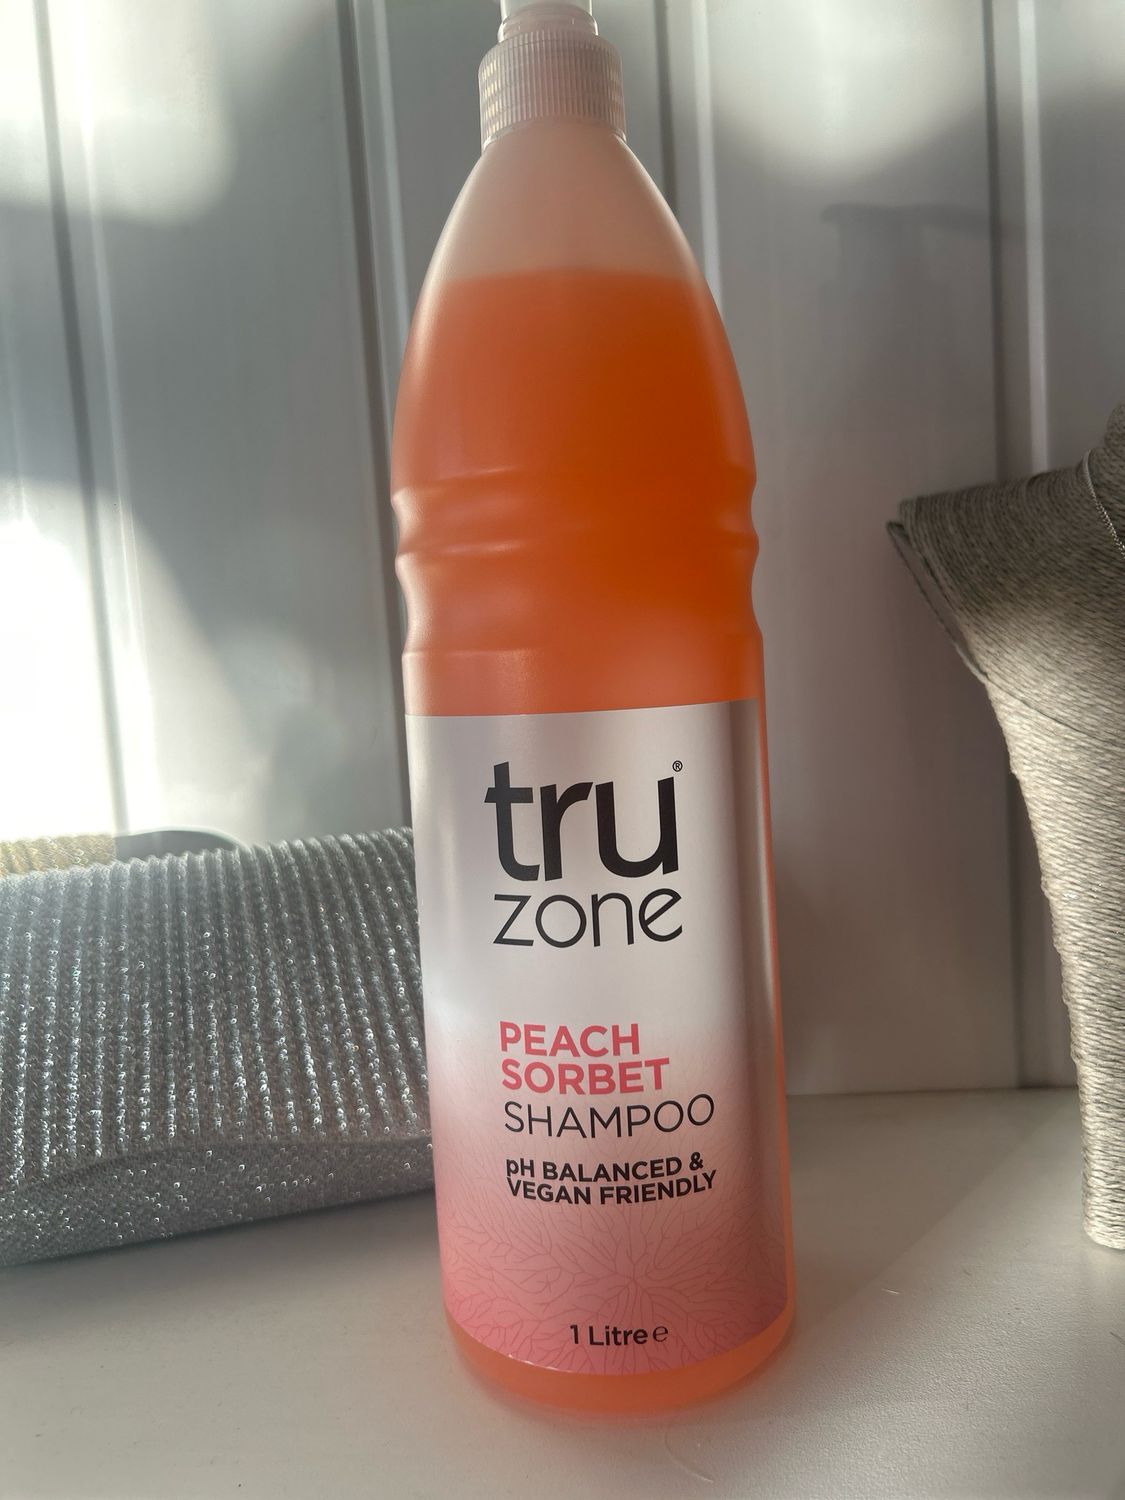 tru®
zone
PEACH
SORBET
SHAMPOO
pH BALANCED &
VEGAN FRIENDLY
1 Litre ℮